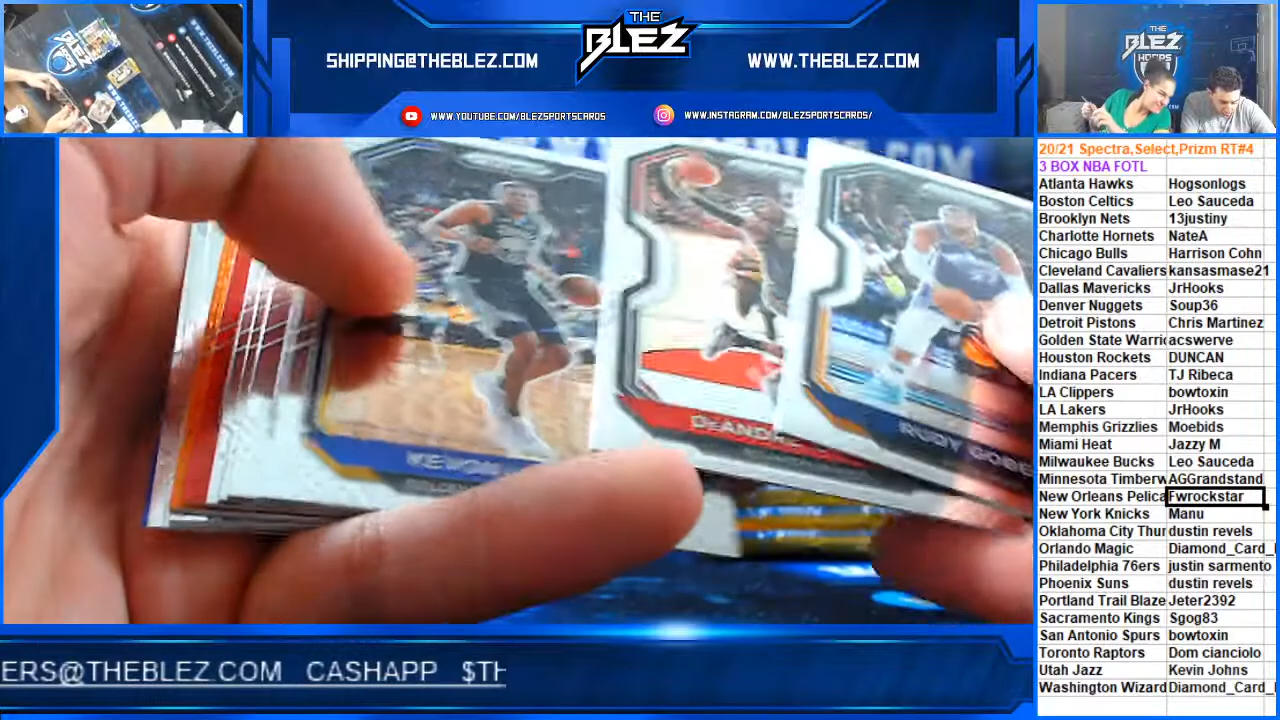 THE
BLEZ
SHIPPING@THEBLEZ.COM
WWW.THEBLEZ.COM
WWW.YOUTUBE.COM/BLEZSPORTSCARDS
WWW.INSTAGRAM.COM/BLEZSPORTSCARDS/
THE
BLEZ
HOOPS
20/21 Spectra,Select,Prizm RT#4
3 BOX NBA FOTL
Atlanta Hawks Hogsonlogs
Boston Celtics Leo Sauceda
Brooklyn Nets 13justiny
Charlotte Hornets NateA
Chicago Bulls Harrison Cohn
Cleveland Cavaliers kansasmase21
Dallas Mavericks JrHooks
Denver Nuggets Soup36
Detroit Pistons Chris Martinez
Golden State Warri acswerve
Houston Rockets DUNCAN
Indiana Pacers TJ Ribeca
LA Clippers bowtoxin
LA Lakers JrHooks
Memphis Grizzlies Moebids
Miami Heat Jazzy M
Milwaukee Bucks Leo Sauceda
Minnesota Timberw AGGrandstand
New Orleans Pelica Fwrockstar
New York Knicks Manu
Oklahoma City Thur dustin revels
Orlando Magic Diamond_Card_
Philadelphia 76ers justin sarmento
Phoenix Suns dustin revels
Portland Trail Blaze Jeter2392
Sacramento Kings Sgog83
San Antonio Spurs bowtoxin
Toronto Raptors Dom cianciolo
Utah Jazz Kevin Johns
Washington Wizard Diamond_Card_
KEVON
DEANDRE
RUDY GOBE
ERS@THEBLEZ.COM CASHAPP $TH